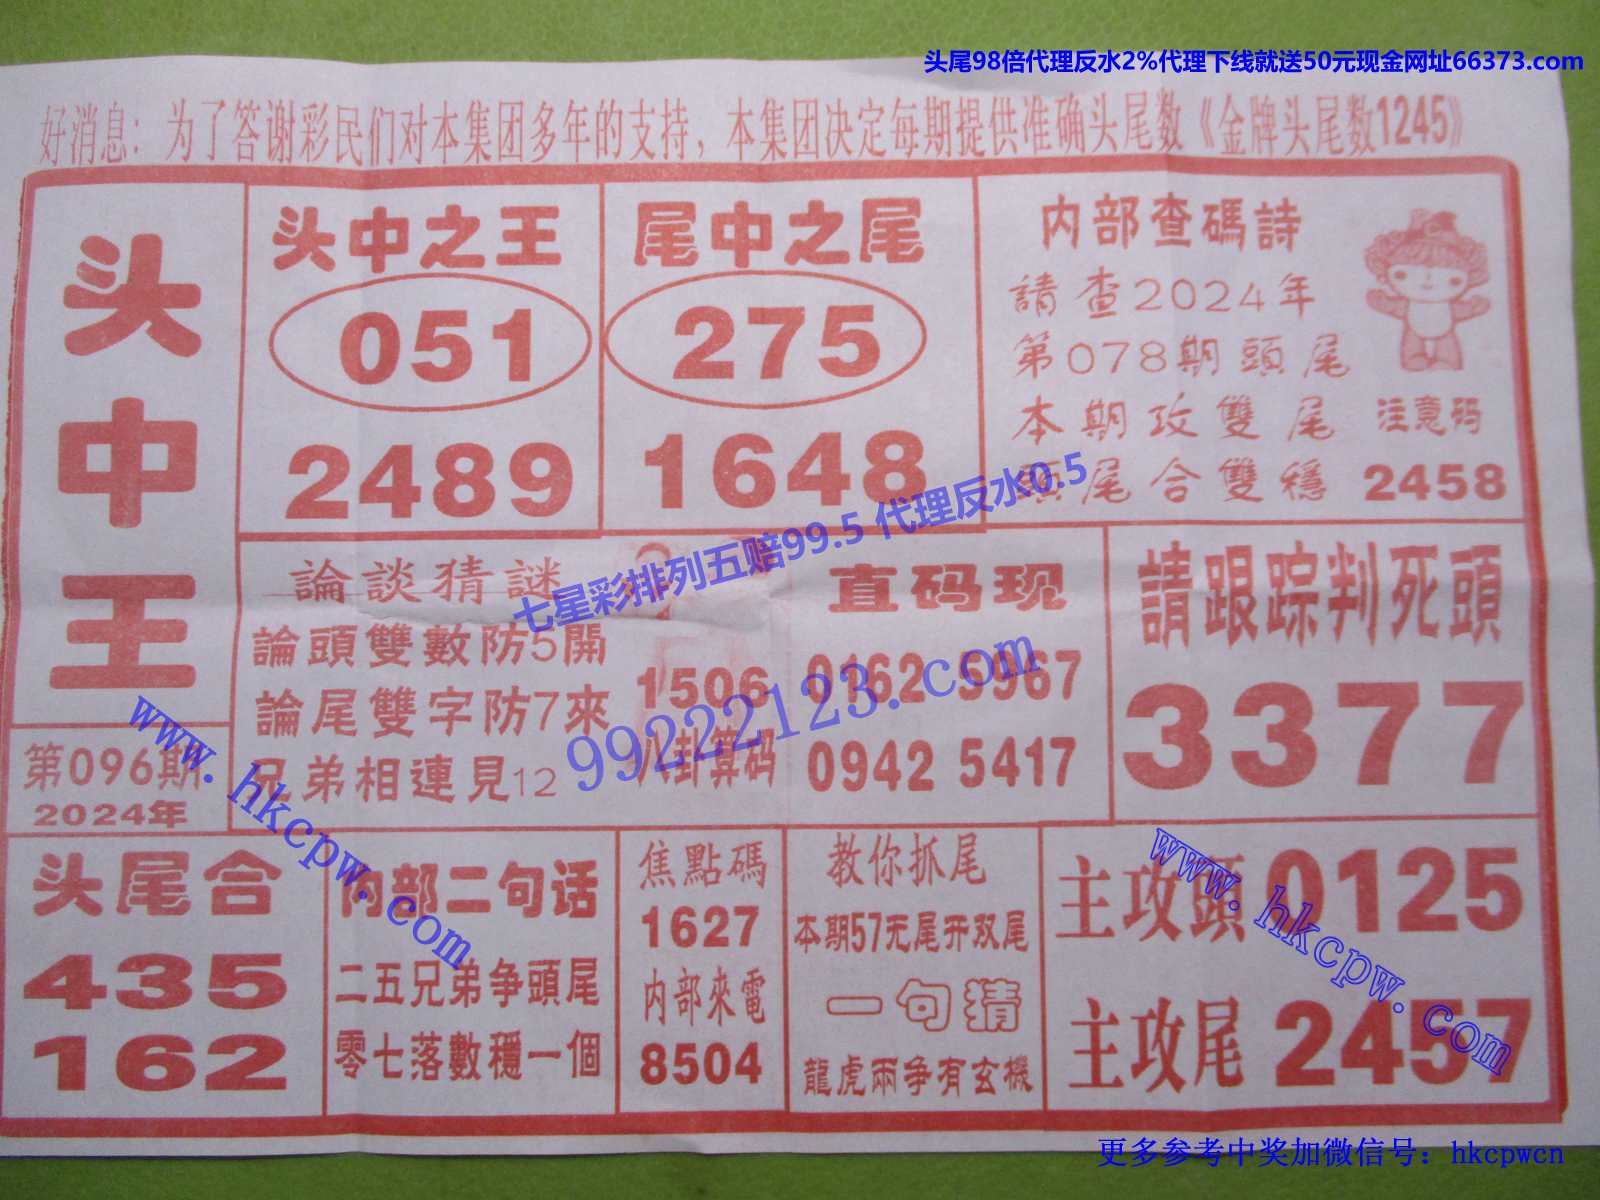 头尾98倍代理反水2%代理下线就送50元现金网址66373.com
好消息：为了答谢彩民们对本集团多年的支持，本集团决定每期提供准确头尾数《金牌头尾数1245》
头中王
第096期
2024年
头中之王
051
2489
尾中之尾
275
1648
内部查碼詩
請查2024年
第078期頭尾
本期攻雙尾
頭尾合雙穩
注意码
2458
論談猜謎
論頭雙數防5開
論尾雙字防7來
兄弟相連見12
1506
八卦算码
直码现
0162 5967
0942 5417
請跟踪判死頭
3377
七星彩排列五赔99.5 代理反水0.5
99222123.com
www.hkcpw.com
头尾合
435
162
内部二句话
二五兄弟争頭尾
零七落數穩一個
焦點碼
1627
内部來電
8504
教你抓尾
本期57无尾开双尾
一句猜
龍虎兩争有玄機
主攻頭0125
主攻尾2457
www.hkcpw.com
更多参考中奖加微信号：hkcpwcn